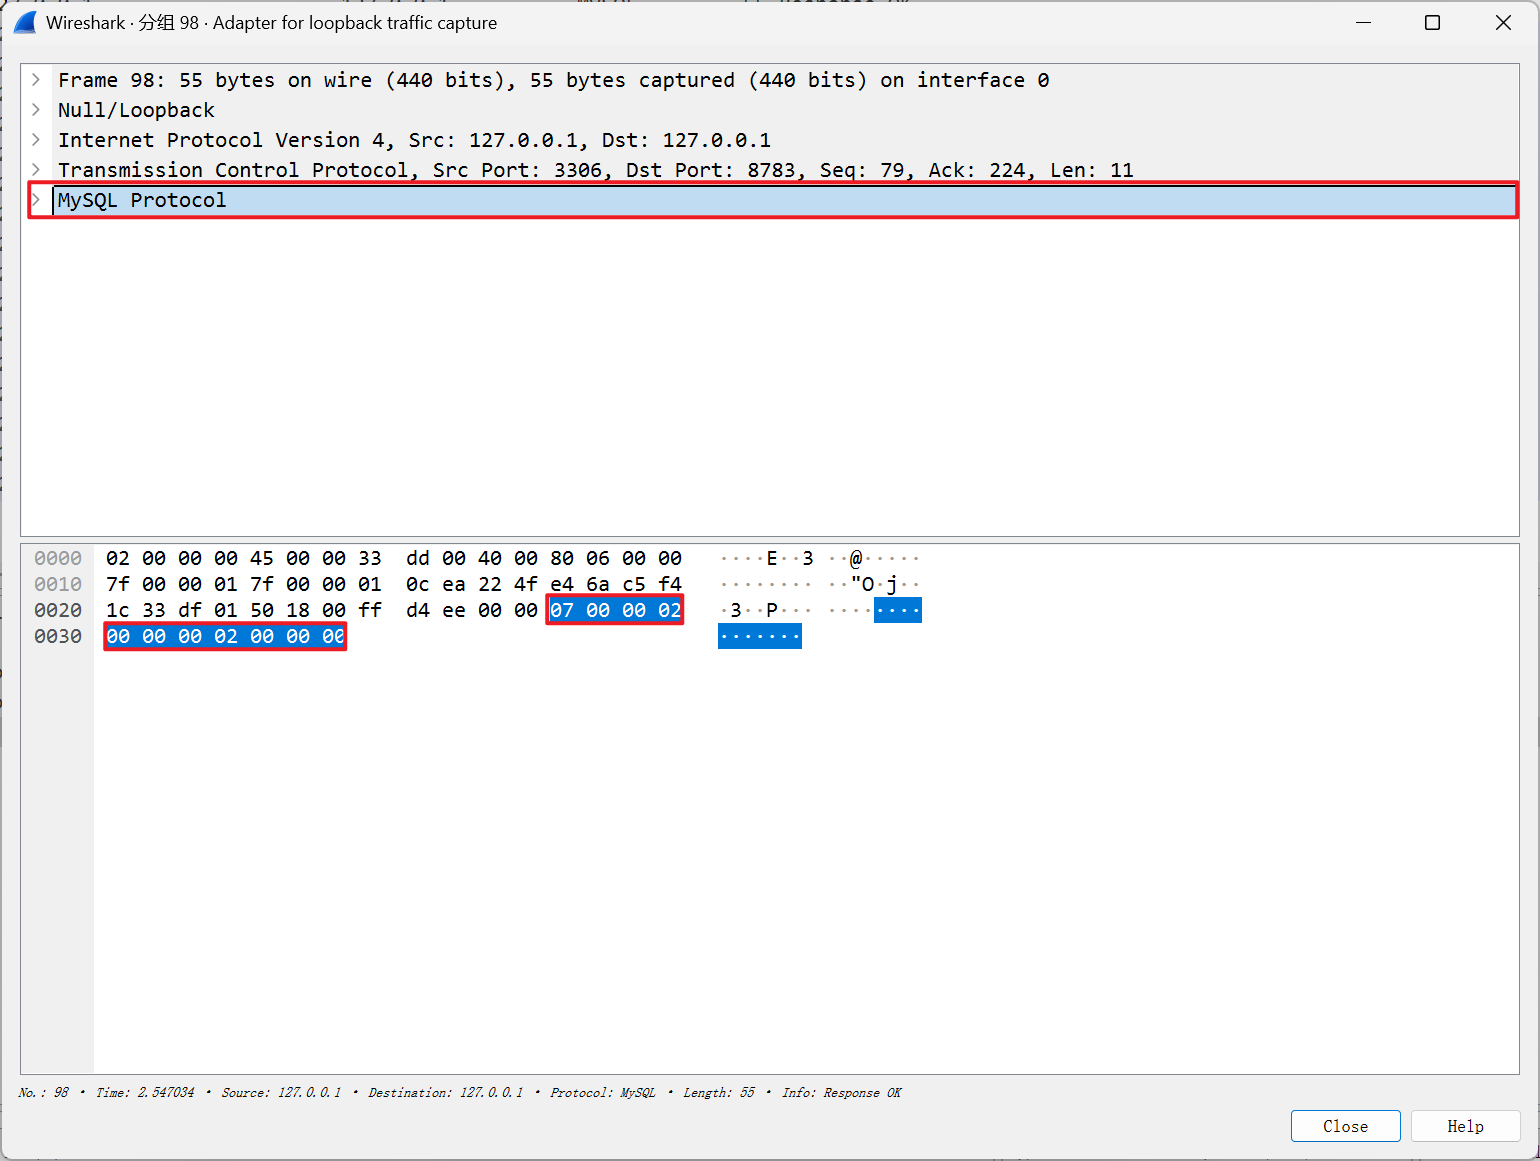 Wireshark · 分组 98 · Adapter for loopback traffic capture
Frame 98: 55 bytes on wire (440 bits), 55 bytes captured (440 bits) on interface 0
Null/Loopback
Internet Protocol Version 4, Src: 127.0.0.1, Dst: 127.0.0.1
Transmission Control Protocol, Src Port: 3306, Dst Port: 8783, Seq: 79, Ack: 224, Len: 11
MySQL Protocol
0000 02 00 00 00 45 00 00 33 dd 00 40 00 80 06 00 00 ····E··3 ··@·····
0010 7f 00 00 01 7f 00 00 01 0c ea 22 4f e4 6a c5 f4 ········ ··"O·j··
0020 1c 33 df 01 50 18 00 ff d4 ee 00 00 07 00 00 02 ·3··P··· ········
0030 00 00 00 02 00 00 00 ·······
No.: 98 · Time: 2.547034 · Source: 127.0.0.1 · Destination: 127.0.0.1 · Protocol: MySQL · Length: 55 · Info: Response OK
Close Help